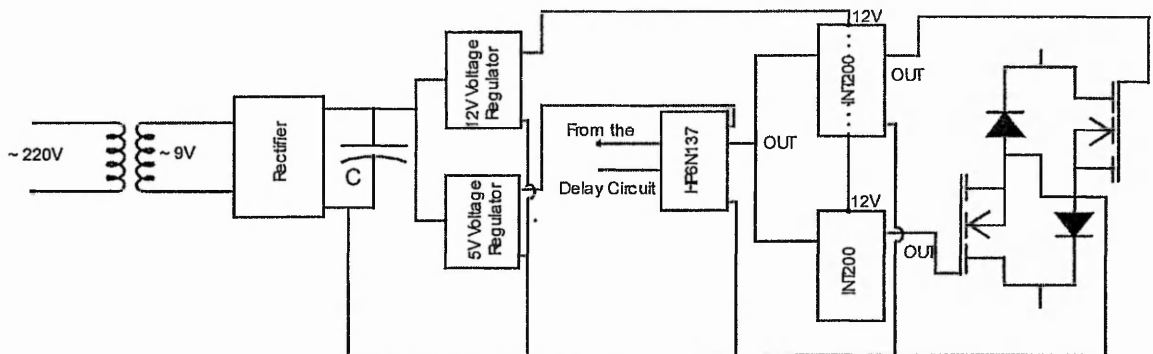 ~ 220V
~ 9V
Rectifier
C
12V Voltage
Regulator
5V Voltage
Regulator
From the
Delay Circuit
HP6N137
OUT
12V
INT200
OUT
12V
INT200
OUT